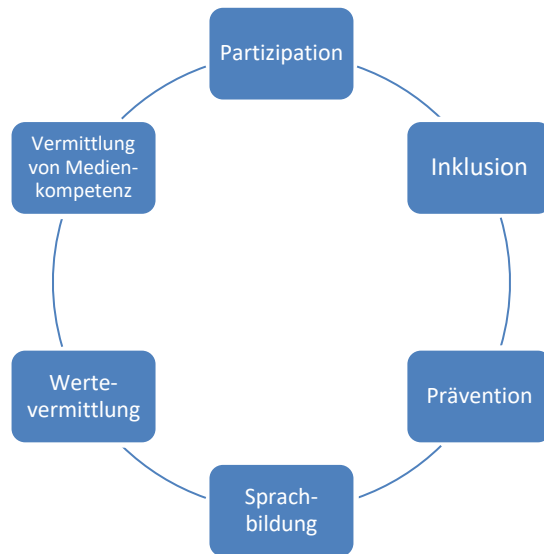 Partizipation
Inklusion
Prävention
Sprach-
bildung
Werte-
vermittlung
Vermittlung
von Medien-
kompetenz